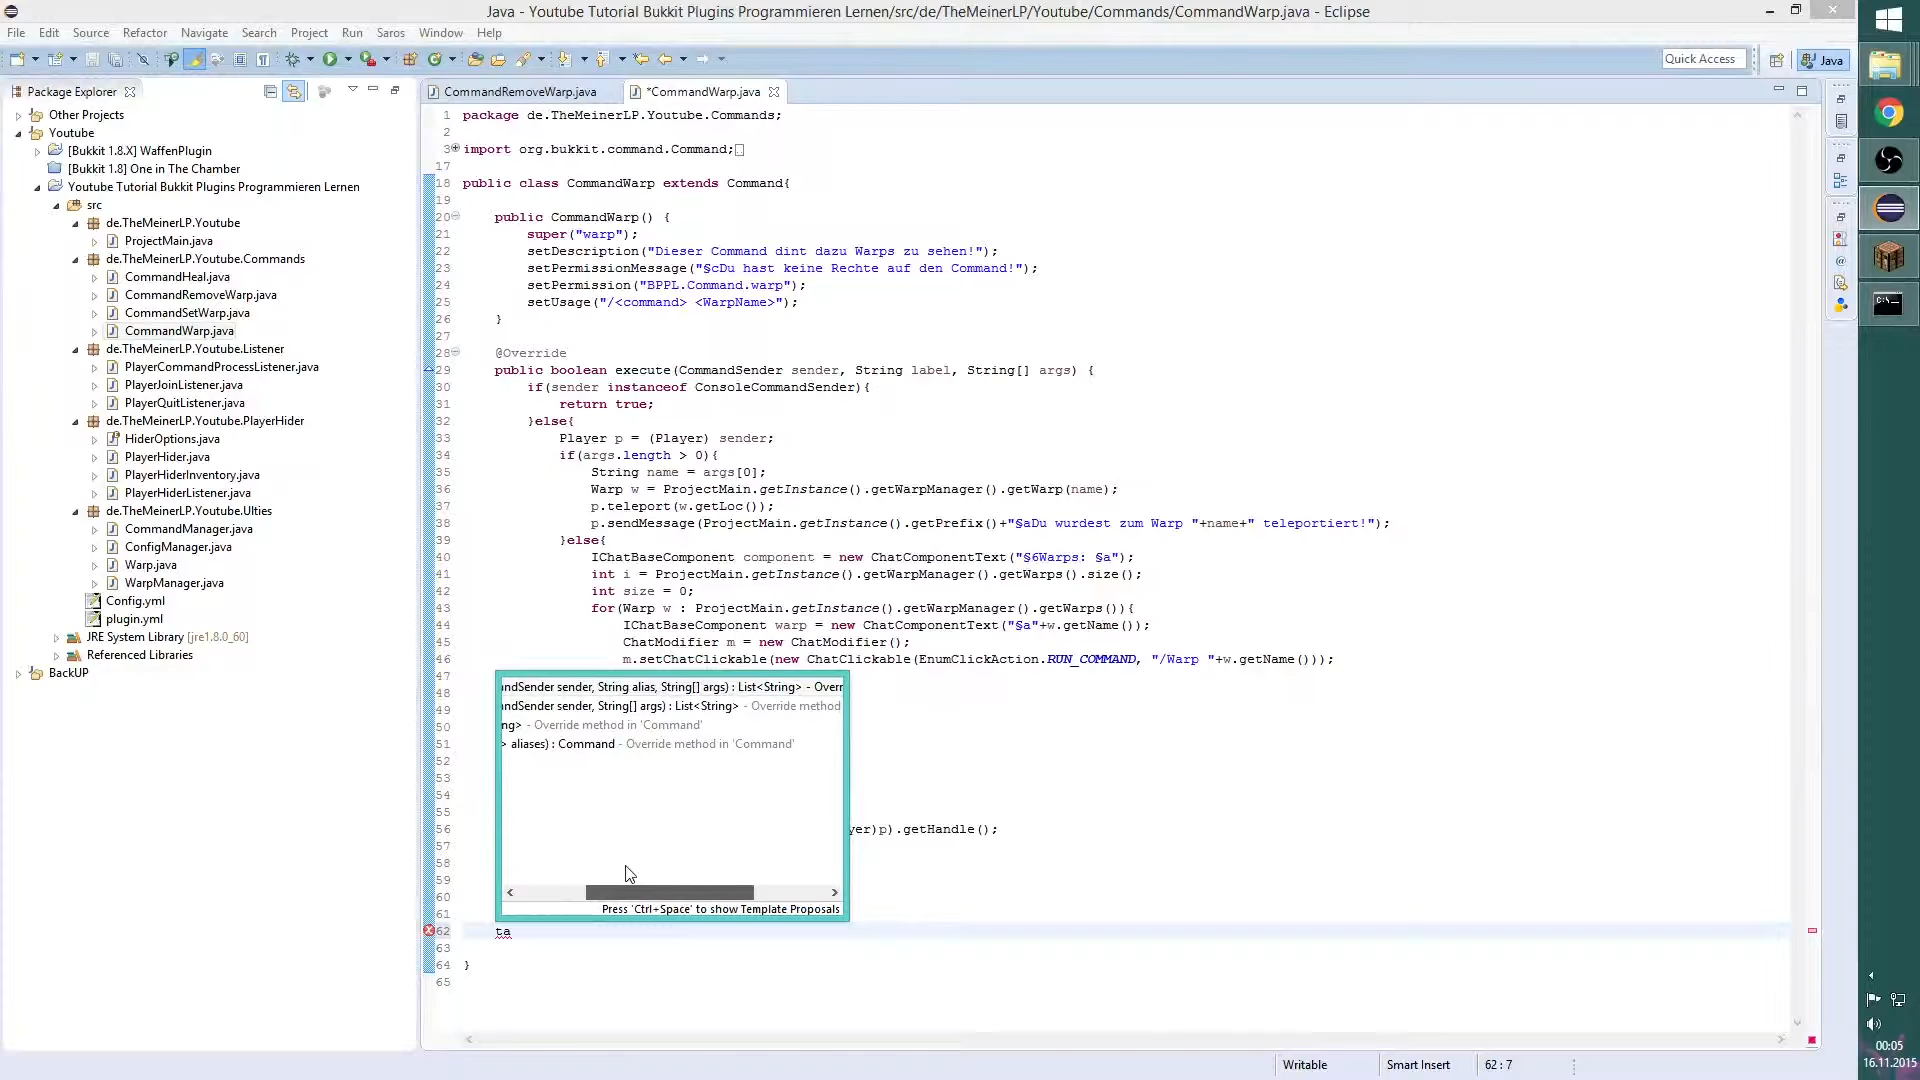 Java - Youtube Tutorial Bukkit Plugins Programmieren Lernen/src/de/TheMeinerLP/Youtube/Commands/CommandWarp.java - Eclipse
File Edit Source Refactor Navigate Search Project Run Saros Window Help
Quick Access
Java
Package Explorer
Other Projects
Youtube
[Bukkit 1.8.X] WaffenPlugin
[Bukkit 1.8] One in The Chamber
Youtube Tutorial Bukkit Plugins Programmieren Lernen
src
de.TheMeinerLP.Youtube
ProjectMain.java
de.TheMeinerLP.Youtube.Commands
CommandHeal.java
CommandRemoveWarp.java
CommandSetWarp.java
CommandWarp.java
de.TheMeinerLP.Youtube.Listener
PlayerCommandProcessListener.java
PlayerJoinListener.java
PlayerQuitListener.java
de.TheMeinerLP.Youtube.PlayerHider
HiderOptions.java
PlayerHider.java
PlayerHiderInventory.java
PlayerHiderListener.java
de.TheMeinerLP.Youtube.Ulties
CommandManager.java
ConfigManager.java
Warp.java
WarpManager.java
Config.yml
plugin.yml
JRE System Library [jre1.8.0_60]
Referenced Libraries
BackUP
CommandRemoveWarp.java
*CommandWarp.java
1 package de.TheMeinerLP.Youtube.Commands;
2
3 import org.bukkit.command.Command;
17
18 public class CommandWarp extends Command{
19
20 public CommandWarp() {
21 super("warp");
22 setDescription("Dieser Command dint dazu Warps zu sehen!");
23 setPermissionMessage("§cDu hast keine Rechte auf den Command!");
24 setPermission("BPPL.Command.warp");
25 setUsage("/<command> <WarpName>");
26 }
27
28 @Override
29 public boolean execute(CommandSender sender, String label, String[] args) {
30 if(sender instanceof ConsoleCommandSender){
31 return true;
32 }else{
33 Player p = (Player) sender;
34 if(args.length > 0){
35 String name = args[0];
36 Warp w = ProjectMain.getInstance().getWarpManager().getWarp(name);
37 p.teleport(w.getLoc());
38 p.sendMessage(ProjectMain.getInstance().getPrefix()+"§aDu wurdest zum Warp "+name+" teleportiert!");
39 }else{
40 IChatBaseComponent component = new ChatComponentText("§6Warps: §a");
41 int i = ProjectMain.getInstance().getWarpManager().getWarps().size();
42 int size = 0;
43 for(Warp w : ProjectMain.getInstance().getWarpManager().getWarps()){
44 IChatBaseComponent warp = new ChatComponentText("§a"+w.getName());
45 ChatModifier m = new ChatModifier();
46 m.setChatClickable(new ChatClickable(EnumClickAction.RUN_COMMAND, "/Warp "+w.getName()));
47
48
49
50
51
52
53
54
55
56 yer)p).getHandle();
57
58
59
60
61
62 ta
63
64 }
65
andSender sender, String alias, String[] args) : List<String> - Overr
andSender sender, String[] args) : List<String> - Override method
ng> - Override method in 'Command'
> aliases) : Command - Override method in 'Command'
Press 'Ctrl+Space' to show Template Proposals
Writable
Smart Insert
62 : 7
00:05
16.11.2015